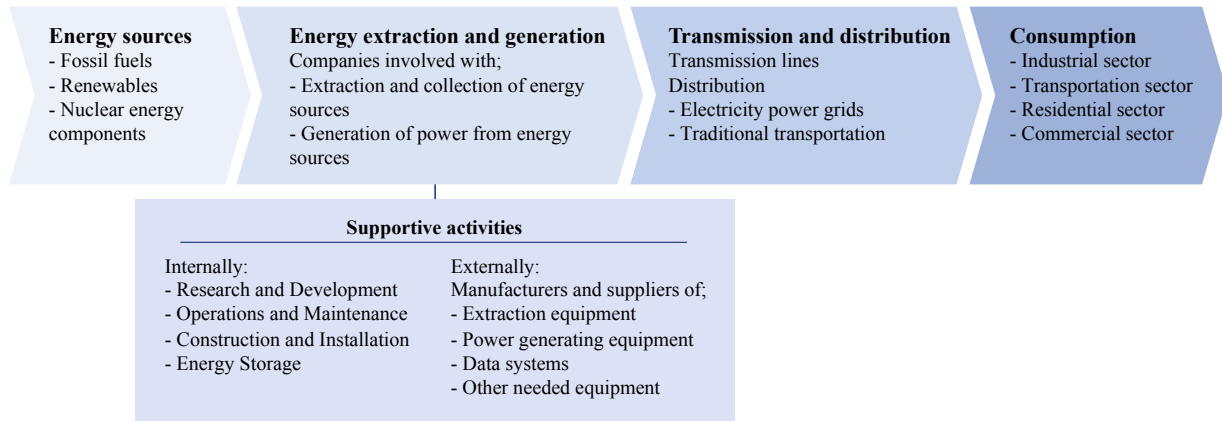 Energy sources
- Fossil fuels
- Renewables
- Nuclear energy
components
Energy extraction and generation
Companies involved with;
- Extraction and collection of energy
sources
- Generation of power from energy
sources
Transmission and distribution
Transmission lines
Distribution
- Electricity power grids
- Traditional transportation
Consumption
- Industrial sector
- Transportation sector
- Residential sector
- Commercial sector
Supportive activities
Internally:
- Research and Development
- Operations and Maintenance
- Construction and Installation
- Energy Storage
Externally:
Manufacturers and suppliers of;
- Extraction equipment
- Power generating equipment
- Data systems
- Other needed equipment